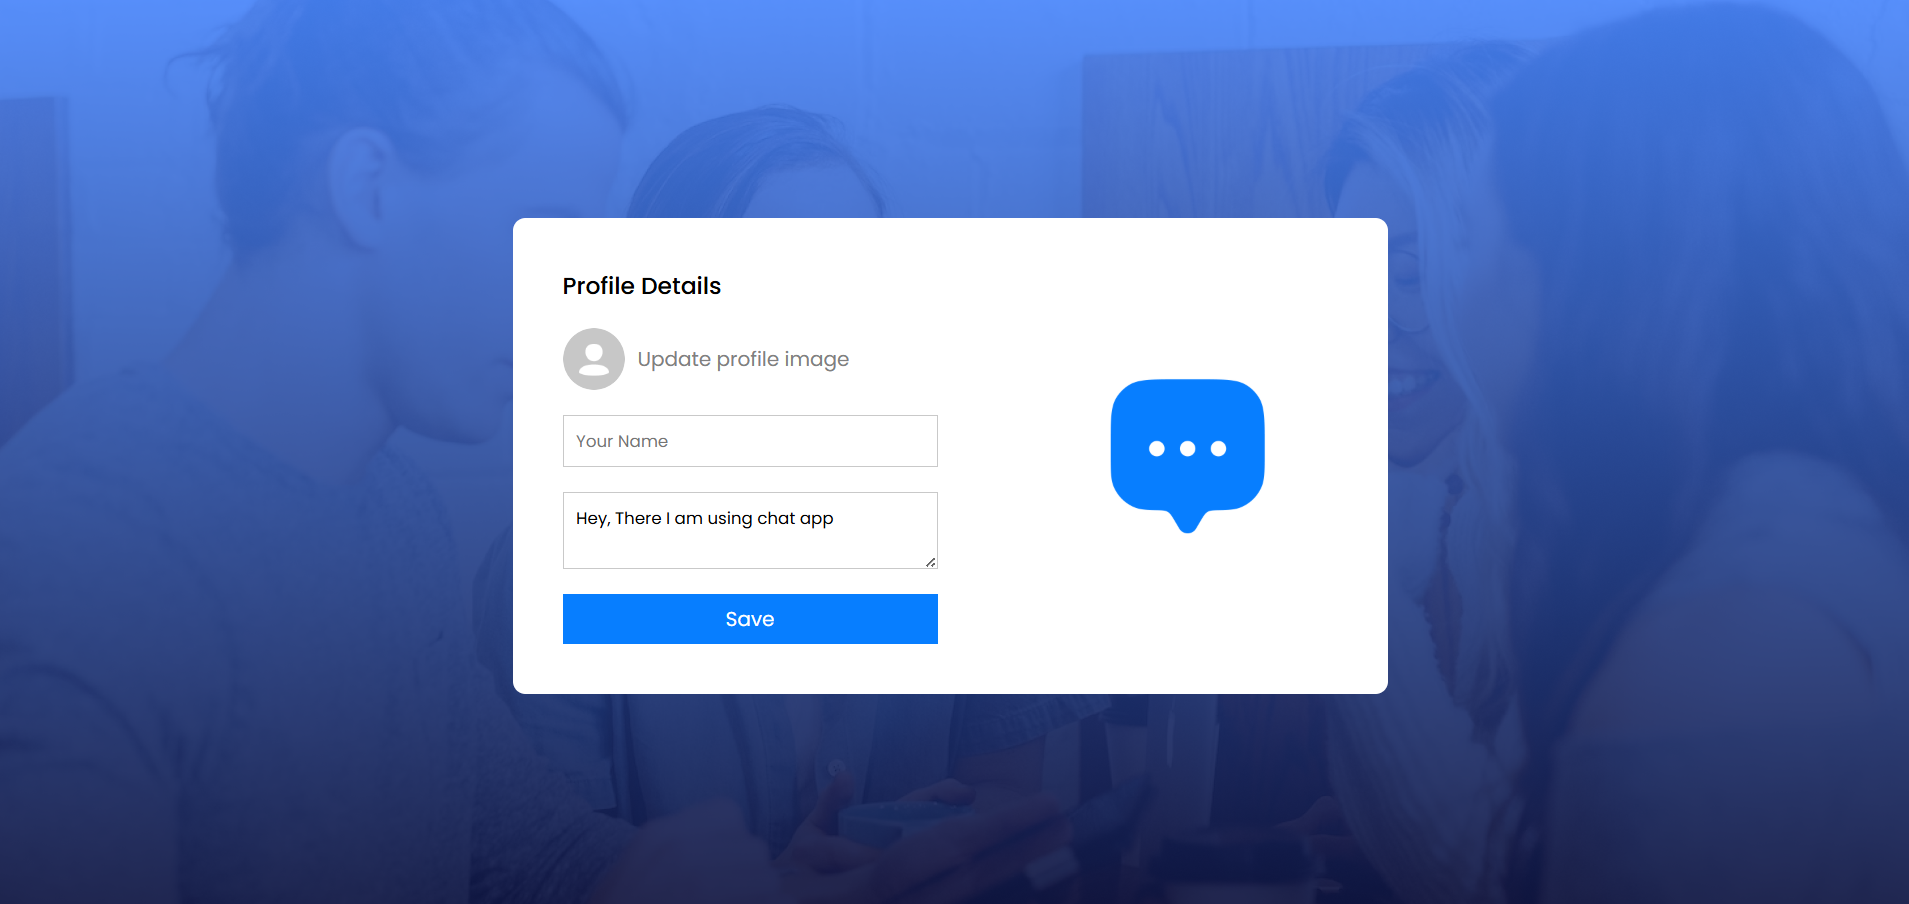 Profile Details
Update profile image
Your Name
Hey, There I am using chat app
Save